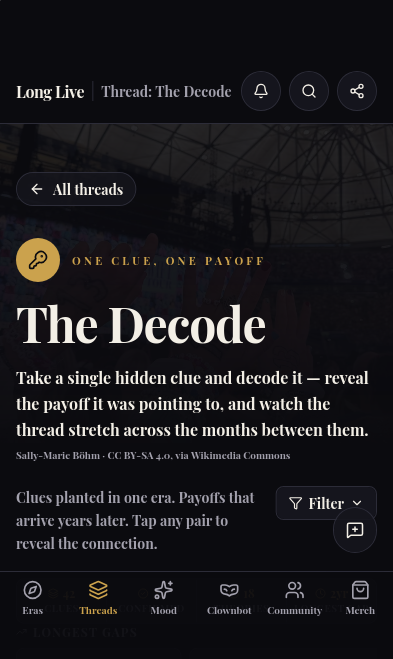 Long Live
Thread: The Decode
All threads
ONE CLUE, ONE PAYOFF
The Decode
Take a single hidden clue and decode it — reveal
the payoff it was pointing to, and watch the
thread stretch across the months between them.
Sally-Marie Böhm · CC BY-SA 4.0, via Wikimedia Commons
Clues planted in one era. Payoffs that
arrive years later. Tap any pair to
reveal the connection.
Filter
Eras
Threads
Mood
Clownbot
Community
Merch
LONGEST GAPS